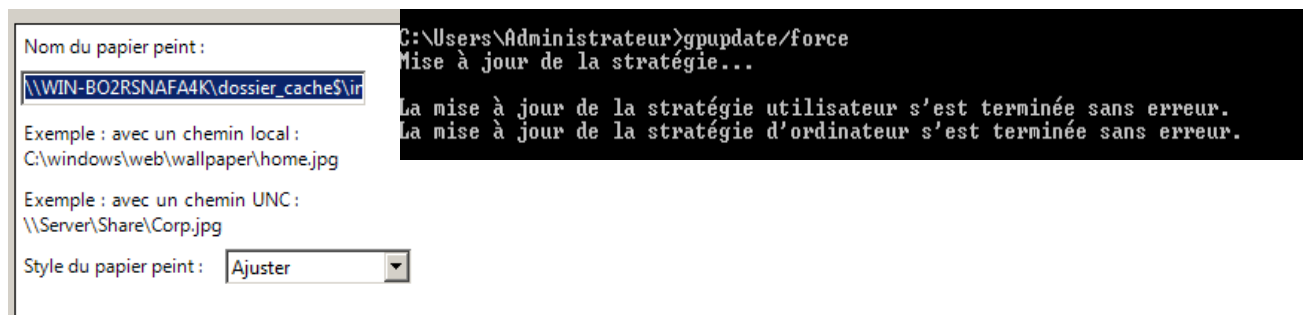 Nom du papier peint :
\\WIN-BO2RSNAFA4K\dossier_cache$\ir
Exemple : avec un chemin local :
C:\windows\web\wallpaper\home.jpg
Exemple : avec un chemin UNC :
\\Server\Share\Corp.jpg
Style du papier peint : Ajuster
C:\Users\Administrateur>gpupdate/force
Mise à jour de la stratégie...
La mise à jour de la stratégie utilisateur s'est terminée sans erreur.
La mise à jour de la stratégie d'ordinateur s'est terminée sans erreur.